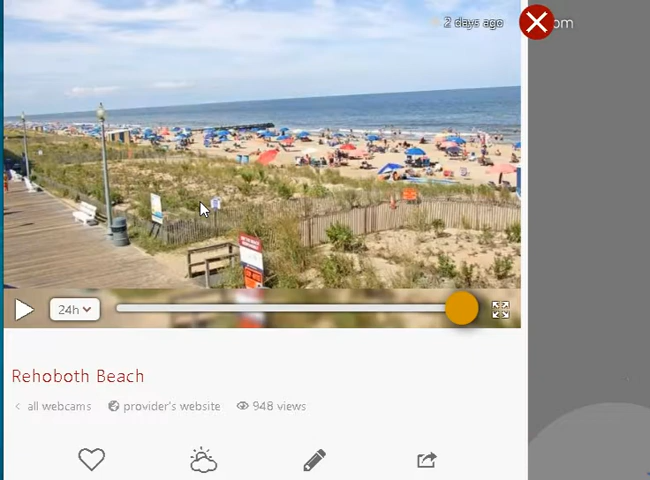 2 days ago
om
24h
Rehoboth Beach
< all webcams provider's website 948 views